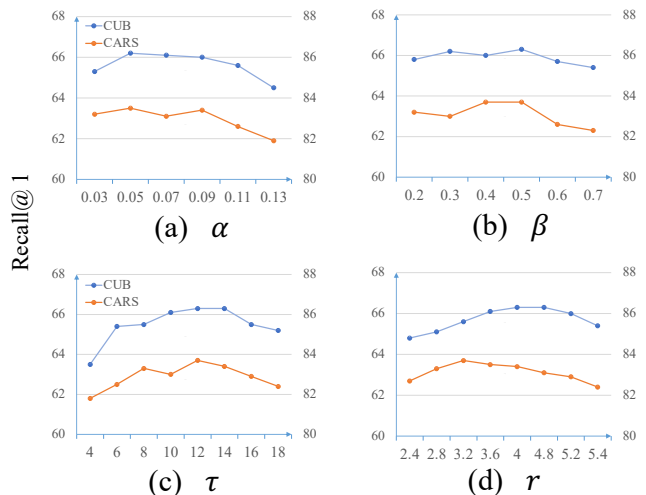 Recall@ 1
68 66 64 62 60
CUB
CARS
88 86 84 82 80
0.03 0.05 0.07 0.09 0.11 0.13
(a) α
68 66 64 62 60
88 86 84 82 80
0.2 0.3 0.4 0.5 0.6 0.7
(b) β
68 66 64 62 60
CUB
CARS
88 86 84 82 80
4 6 8 10 12 14 16 18
(c) τ
68 66 64 62 60
88 86 84 82 80
2.4 2.8 3.2 3.6 4 4.8 5.2 5.4
(d) r